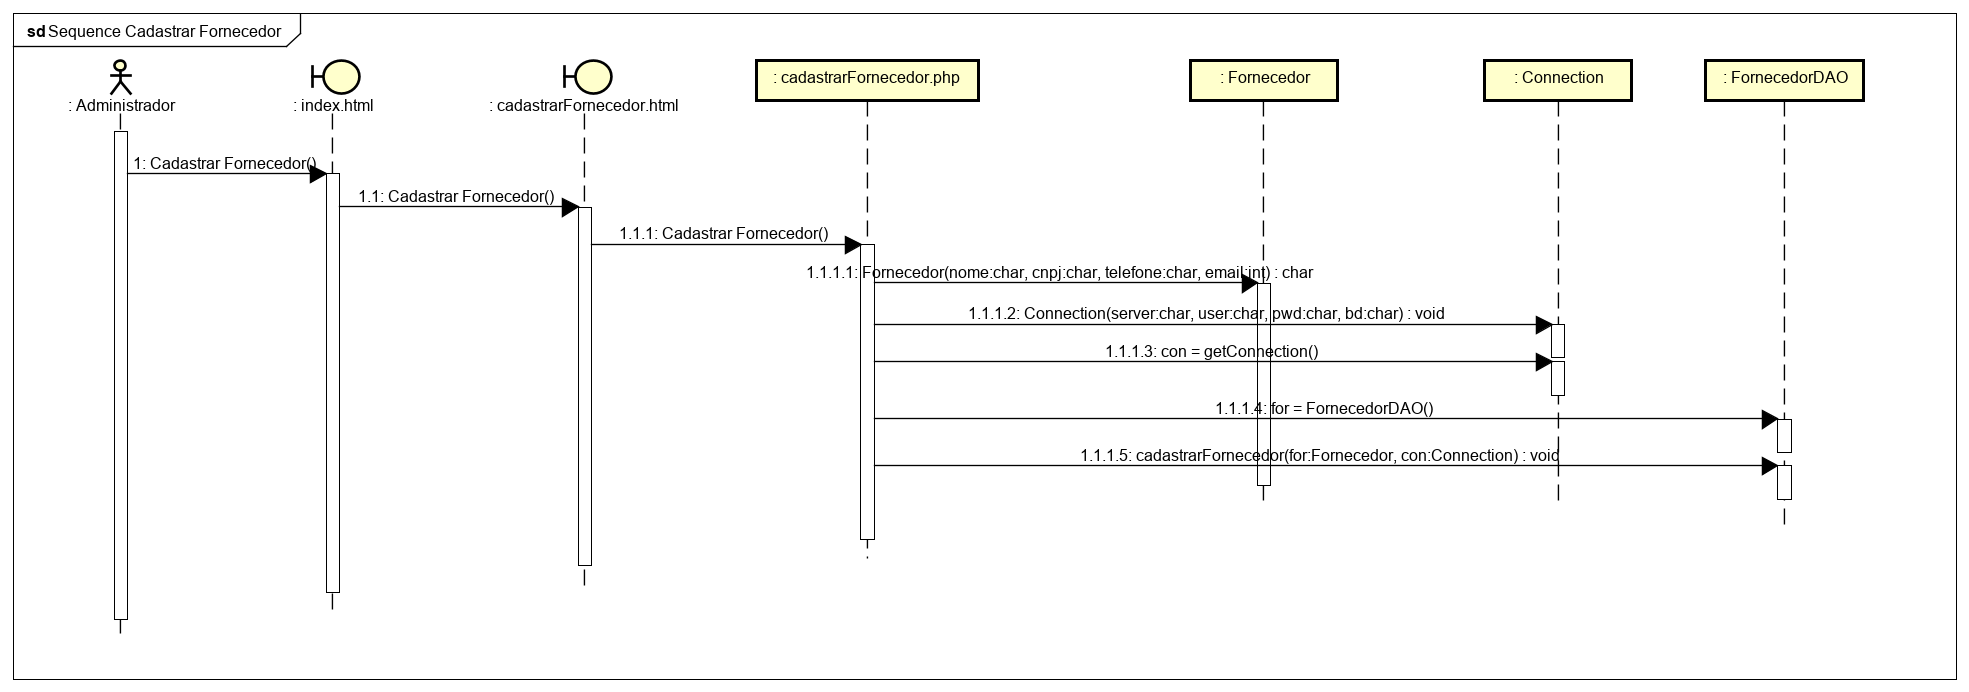 sd Sequence Cadastrar Fornecedor
: Administrador
: index.html
: cadastrarFornecedor.html
: cadastrarFornecedor.php
: Fornecedor
: Connection
: FornecedorDAO
1: Cadastrar Fornecedor()
1.1: Cadastrar Fornecedor()
1.1.1: Cadastrar Fornecedor()
1.1.1.1: Fornecedor(nome:char, cnpj:char, telefone:char, email:int) : char
1.1.1.2: Connection(server:char, user:char, pwd:char, bd:char) : void
1.1.1.3: con = getConnection()
1.1.1.4: for = FornecedorDAO()
1.1.1.5: cadastrarFornecedor(for:Fornecedor, con:Connection) : void